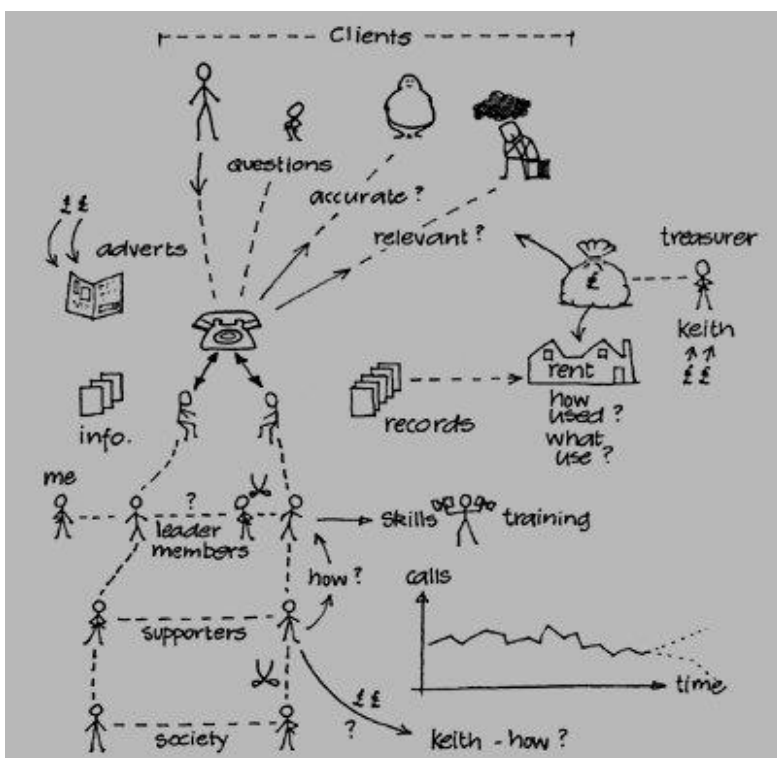 Clients
questions
accurate ?
relevant ?
££
adverts
treasurer
£
keith
££
rent
how
used ?
what
use ?
info.
records
me
?
leader
members
skills
training
how ?
calls
supporters
time
££
?
society
keith - how ?